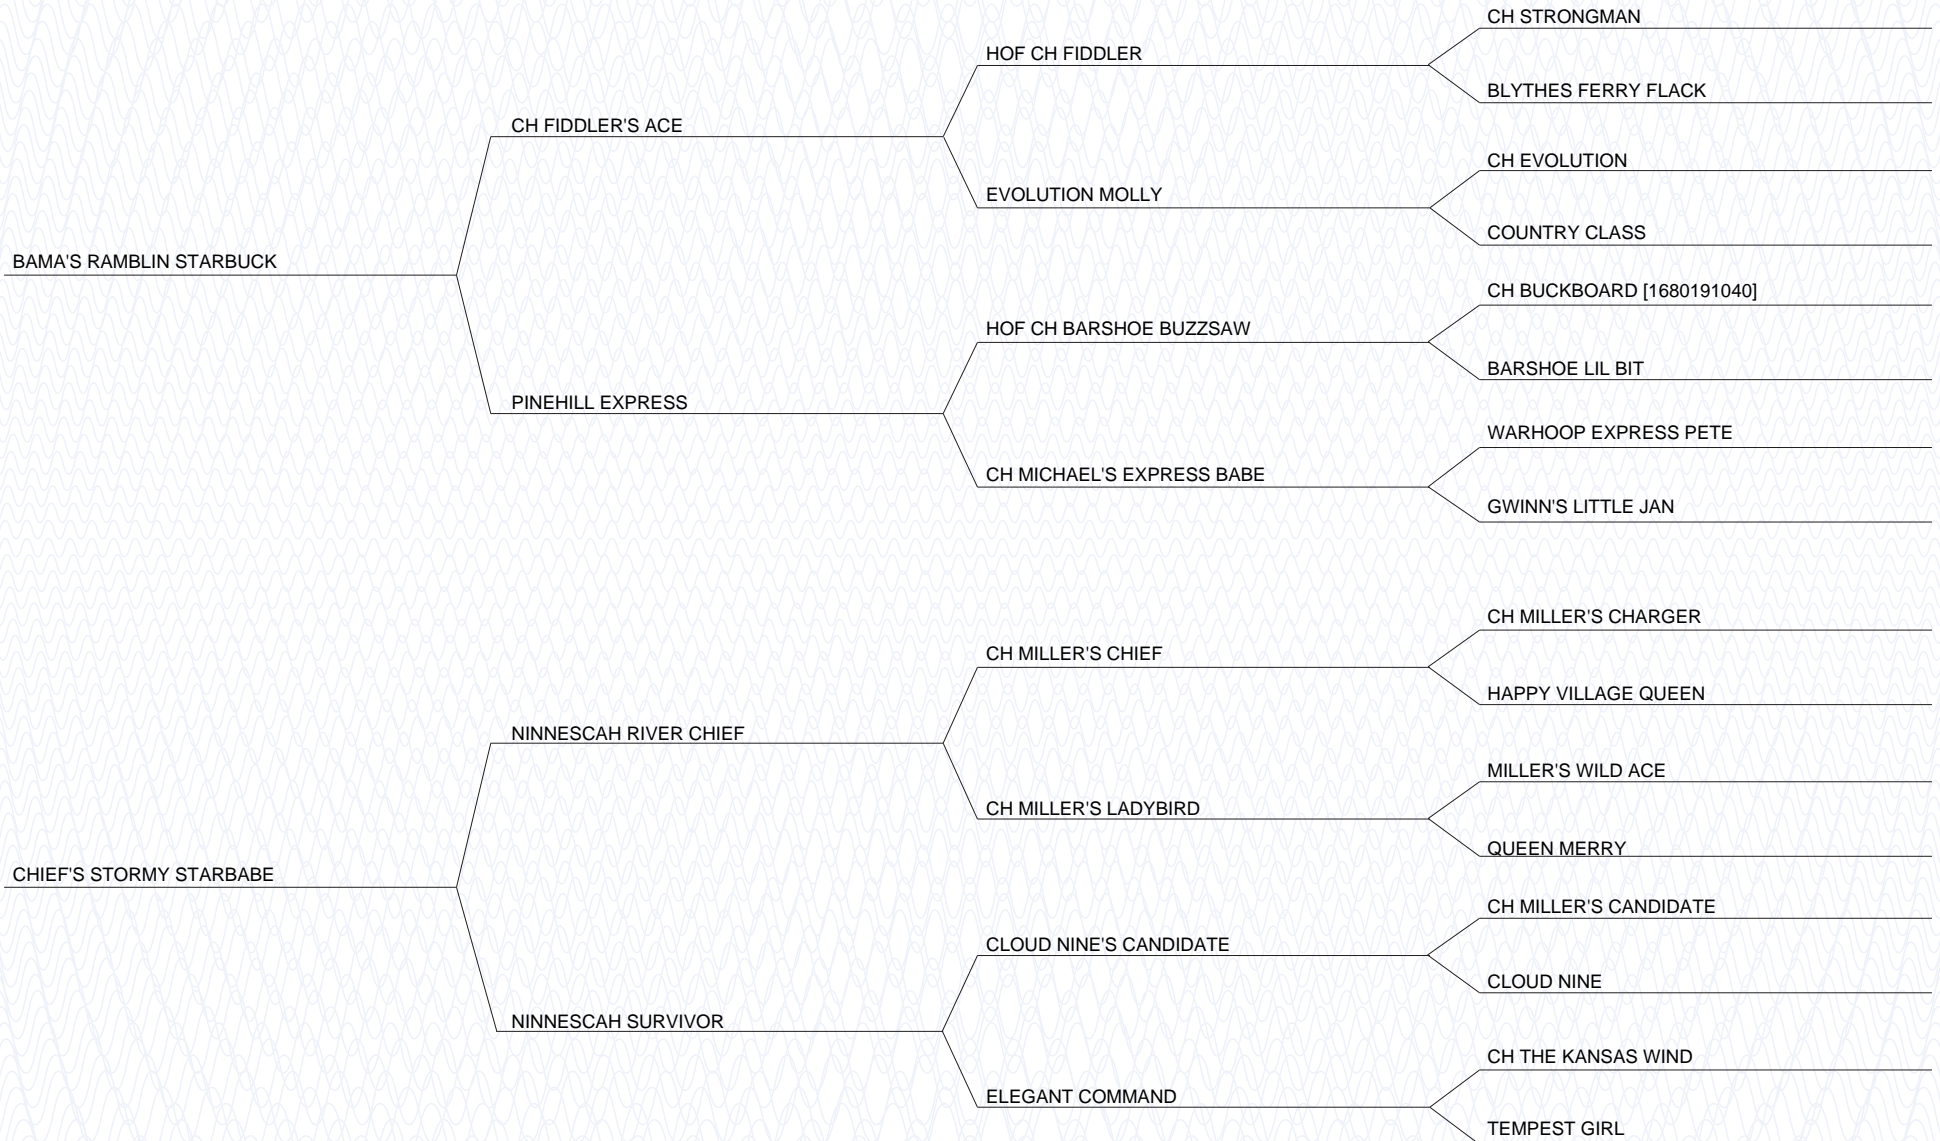 CH STRONGMAN
HOF CH FIDDLER
BLYTHES FERRY FLACK
CH FIDDLER'S ACE
CH EVOLUTION
EVOLUTION MOLLY
COUNTRY CLASS
BAMA'S RAMBLIN STARBUCK
CH BUCKBOARD [1680191040]
HOF CH BARSHOE BUZZSAW
BARSHOE LIL BIT
PINEHILL EXPRESS
WARHOOP EXPRESS PETE
CH MICHAEL'S EXPRESS BABE
GWINN'S LITTLE JAN
CH MILLER'S CHARGER
CH MILLER'S CHIEF
HAPPY VILLAGE QUEEN
NINNESCAH RIVER CHIEF
MILLER'S WILD ACE
CH MILLER'S LADYBIRD
QUEEN MERRY
CHIEF'S STORMY STARBABE
CH MILLER'S CANDIDATE
CLOUD NINE'S CANDIDATE
CLOUD NINE
NINNESCAH SURVIVOR
CH THE KANSAS WIND
ELEGANT COMMAND
TEMPEST GIRL